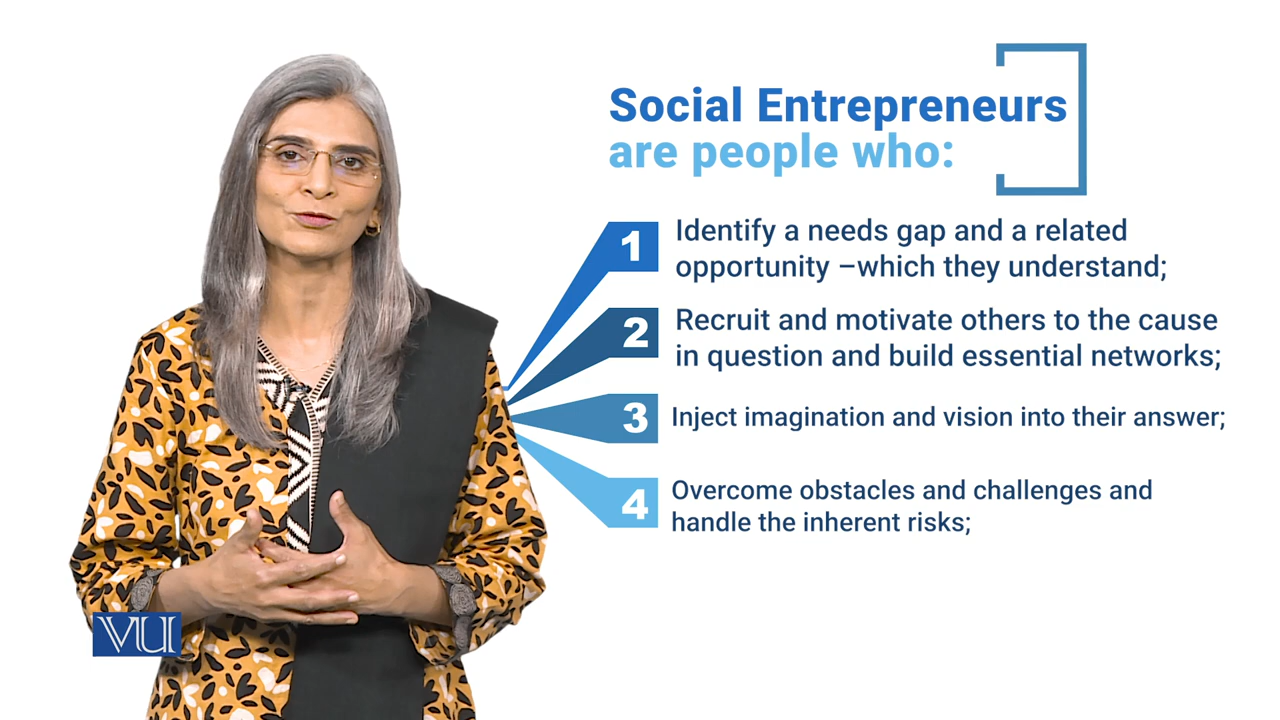 Social Entrepreneurs
are people who:
1
Identify a needs gap and a related
opportunity –which they understand;
2
Recruit and motivate others to the cause
in question and build essential networks;
3
Inject imagination and vision into their answer;
4
Overcome obstacles and challenges and
handle the inherent risks;
VU